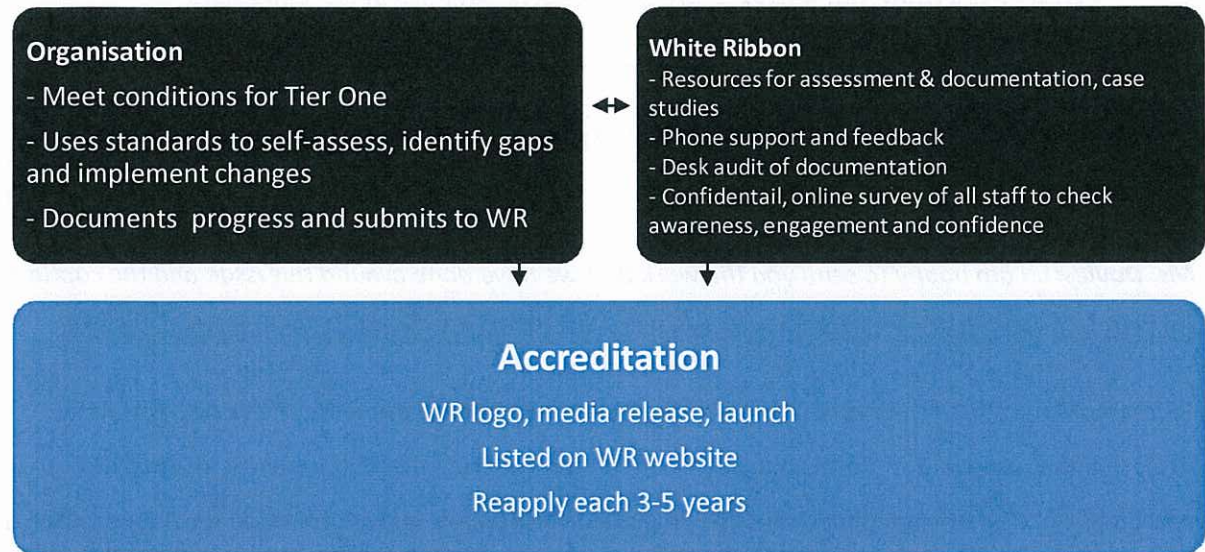 Organisation
- Meet conditions for Tier One
- Uses standards to self-assess, identify gaps
and implement changes
- Documents progress and submits to WR
White Ribbon
- Resources for assessment & documentation, case
studies
- Phone support and feedback
- Desk audit of documentation
- Confidentail, online survey of all staff to check
awareness, engagement and confidence
Accreditation
WR logo, media release, launch
Listed on WR website
Reapply each 3-5 years